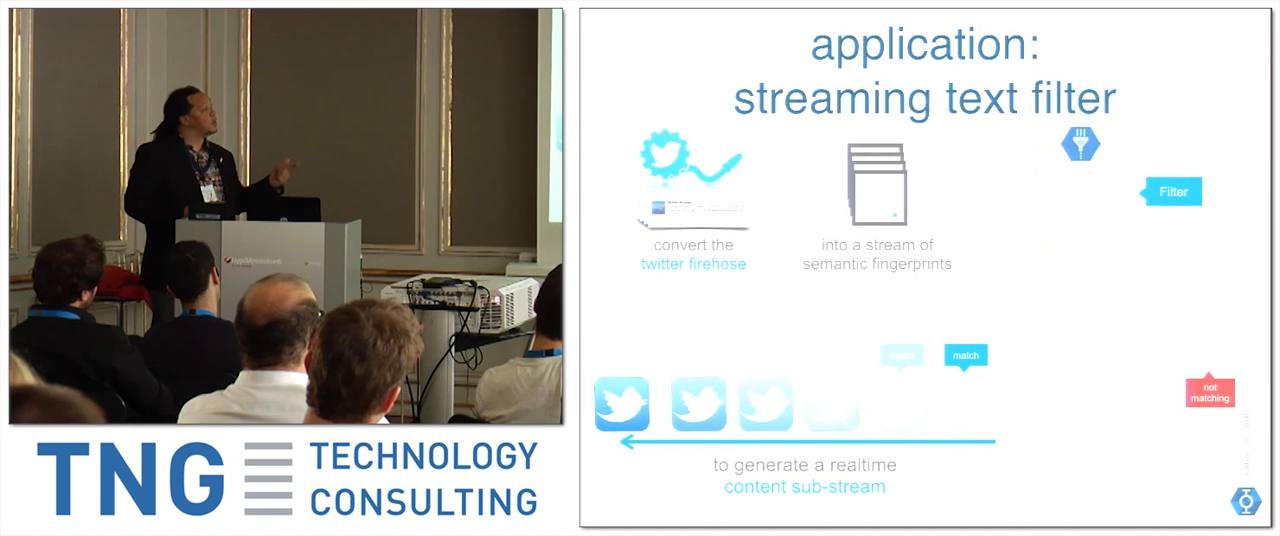 application:
streaming text filter
Filter
convert the
twitter firehose
into a stream of
semantic fingerprints
match
not
matching
to generate a realtime
content sub-stream
TNG TECHNOLOGY
CONSULTING